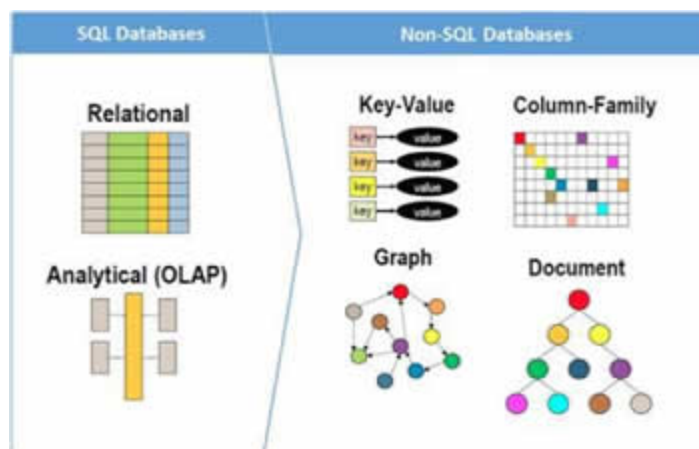 SQL Databases
Non-SQL Databases
Relational
Analytical (OLAP)
Key-Value
key value
key value
key value
key value
Column-Family
Graph
Document